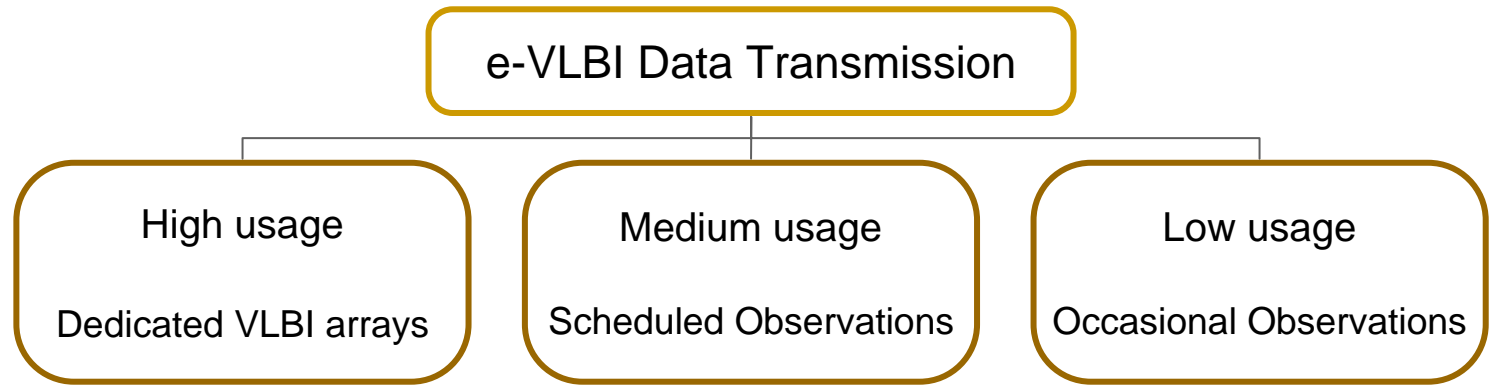 e-VLBI Data Transmission
High usage
Dedicated VLBI arrays
Medium usage
Scheduled Observations
Low usage
Occasional Observations